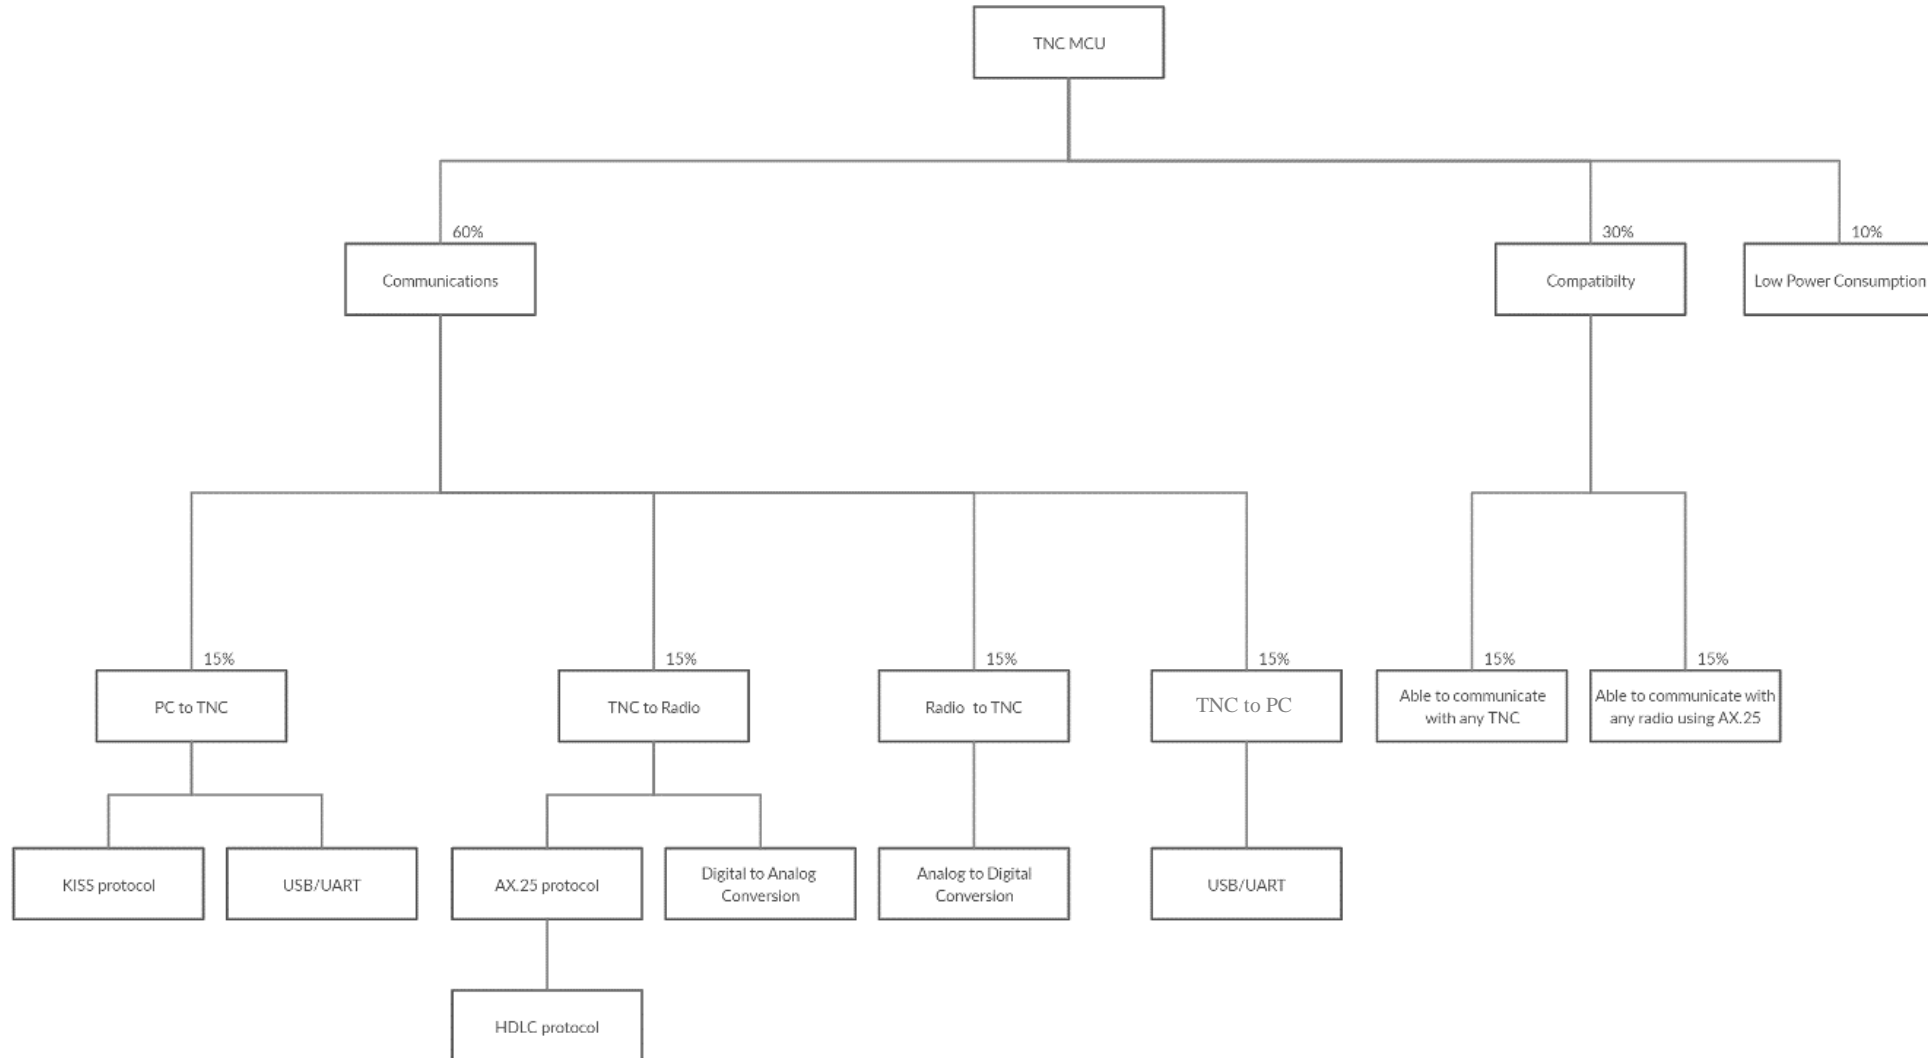 TNC MCU
60%
30%
10%
Communications
Compatibilty
Low Power Consumption
15%
15%
15%
15%
15%
15%
PC to TNC
TNC to Radio
Radio to TNC
TNC to PC
Able to communicate
with any TNC
Able to communicate with
any radio using AX.25
KISS protocol
USB/UART
AX.25 protocol
Digital to Analog
Conversion
Analog to Digital
Conversion
USB/UART
HDLC protocol